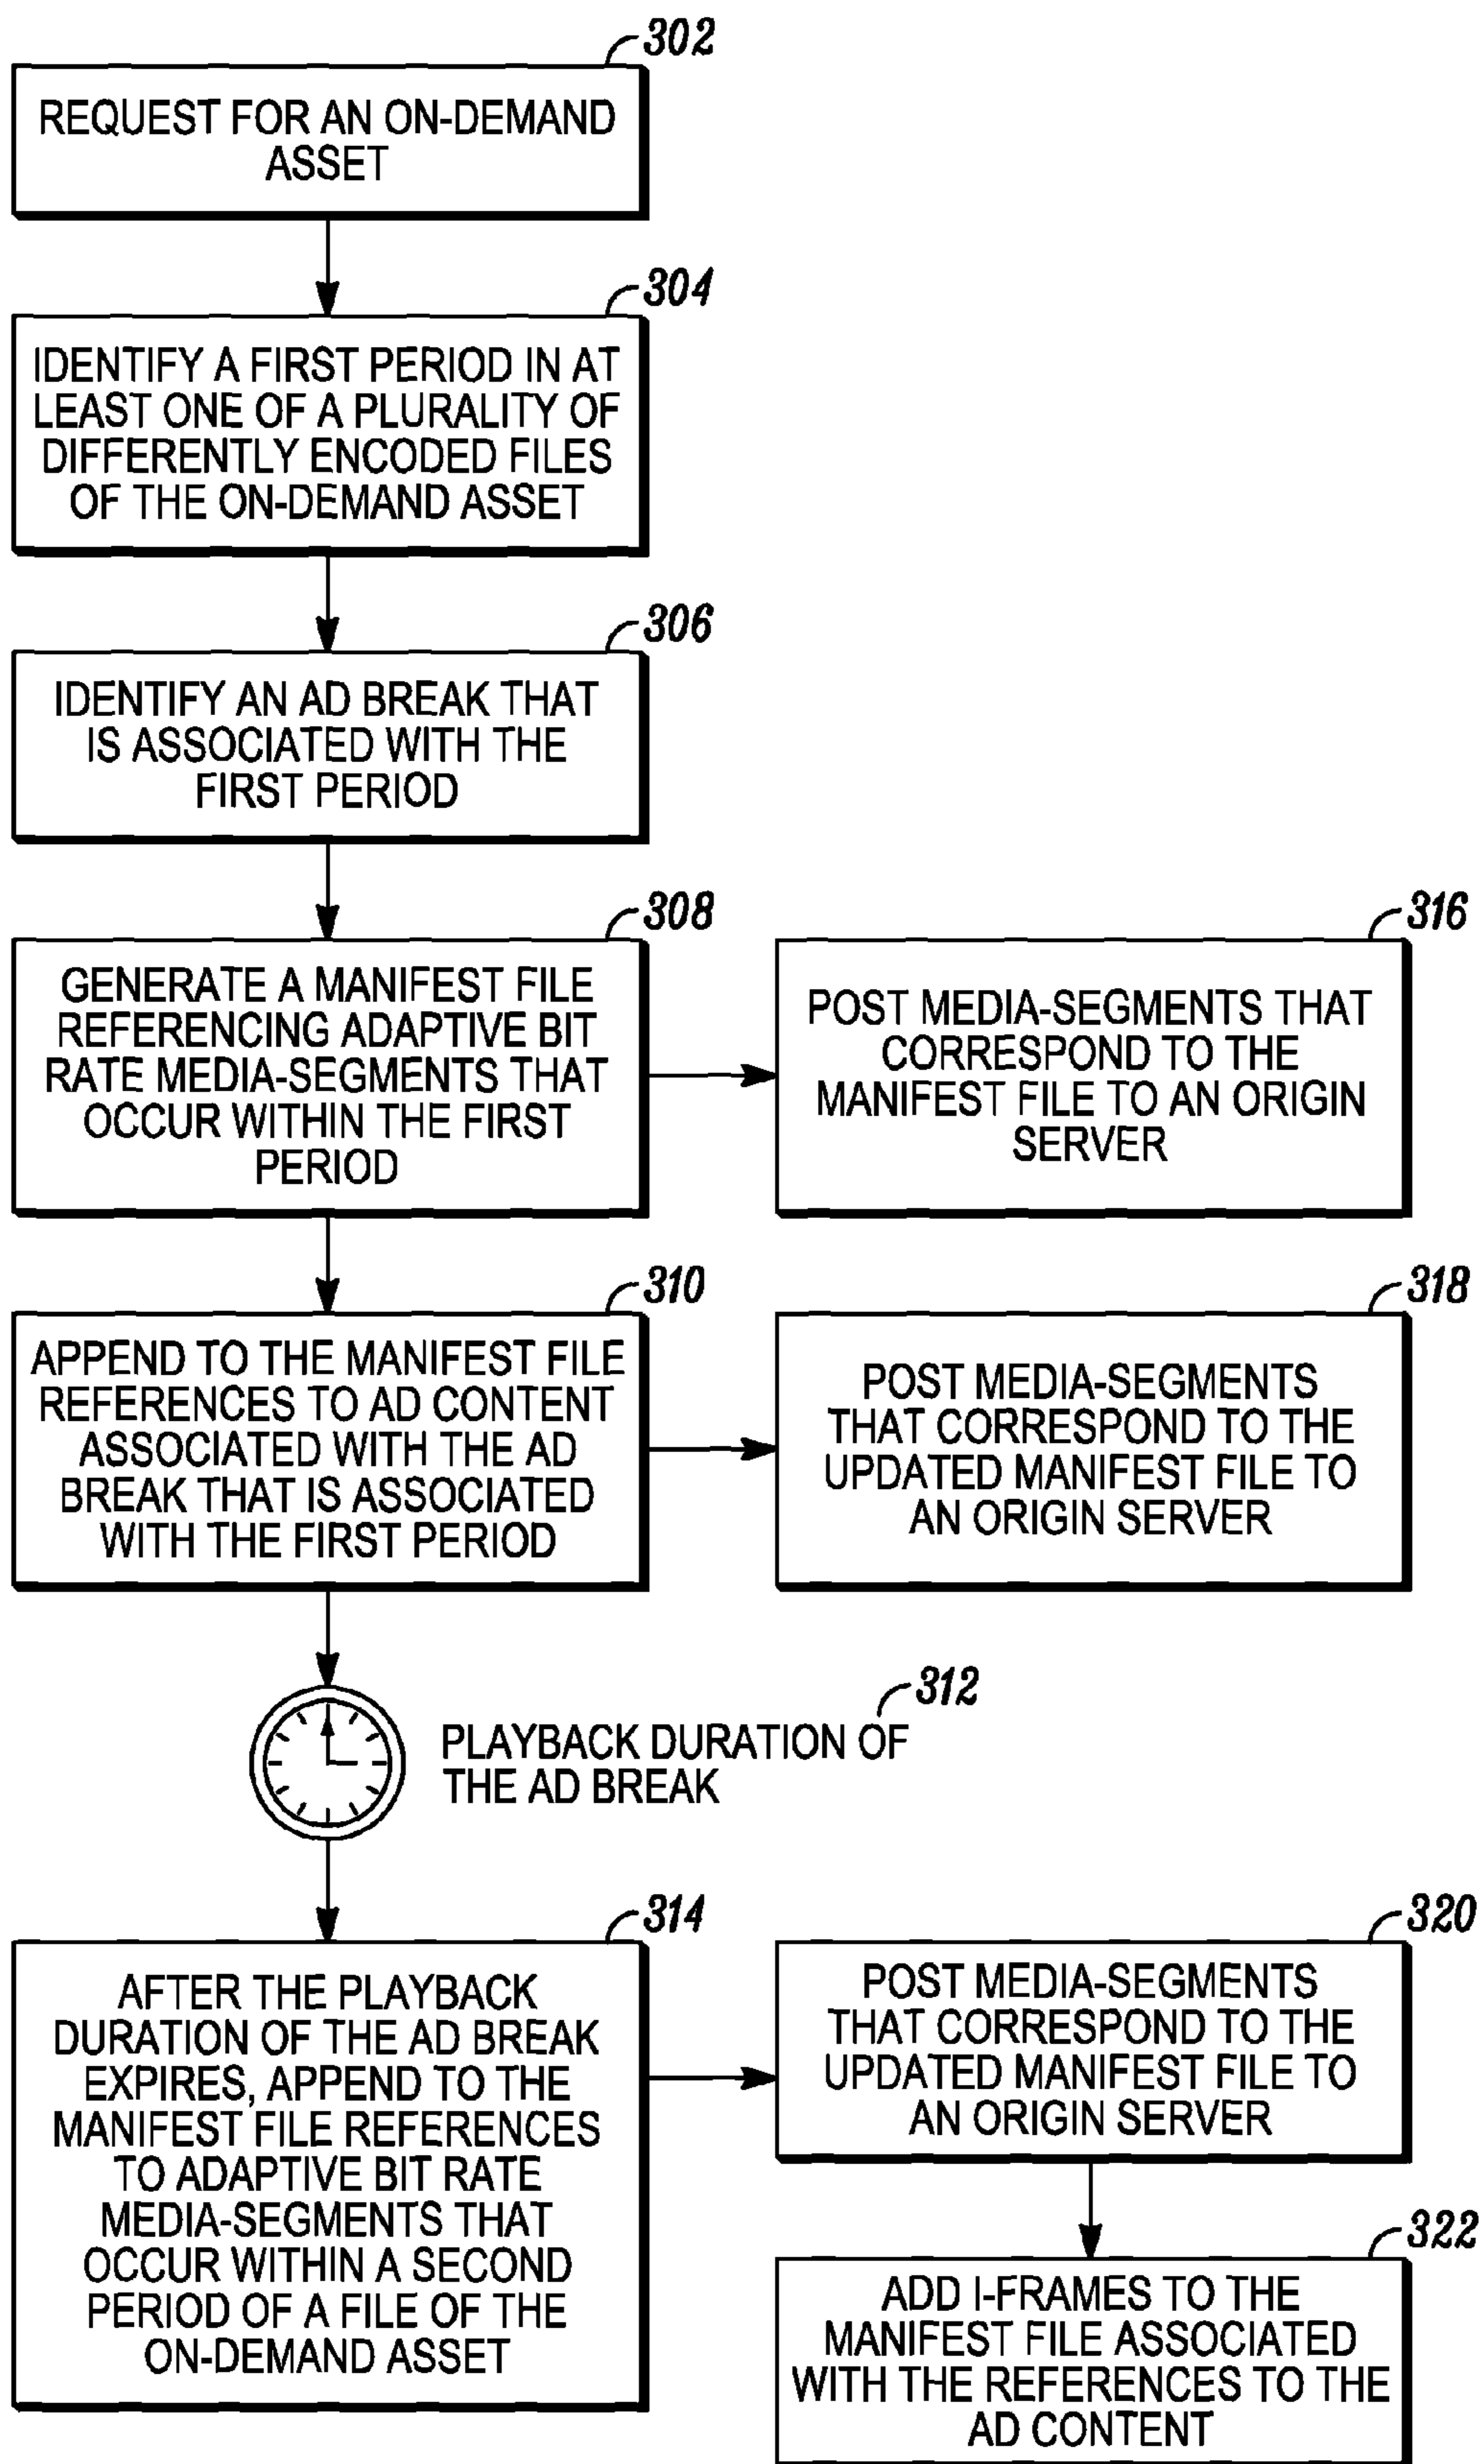 302
REQUEST FOR AN ON-DEMAND
ASSET
304
IDENTIFY A FIRST PERIOD IN AT
LEAST ONE OF A PLURALITY OF
DIFFERENTLY ENCODED FILES
OF THE ON-DEMAND ASSET
306
IDENTIFY AN AD BREAK THAT
IS ASSOCIATED WITH THE
FIRST PERIOD
308
GENERATE A MANIFEST FILE
REFERENCING ADAPTIVE BIT
RATE MEDIA-SEGMENTS THAT
OCCUR WITHIN THE FIRST
PERIOD
316
POST MEDIA-SEGMENTS THAT
CORRESPOND TO THE
MANIFEST FILE TO AN ORIGIN
SERVER
310
APPEND TO THE MANIFEST FILE
REFERENCES TO AD CONTENT
ASSOCIATED WITH THE AD
BREAK THAT IS ASSOCIATED
WITH THE FIRST PERIOD
318
POST MEDIA-SEGMENTS
THAT CORRESPOND TO THE
UPDATED MANIFEST FILE TO
AN ORIGIN SERVER
312
PLAYBACK DURATION OF
THE AD BREAK
314
AFTER THE PLAYBACK
DURATION OF THE AD BREAK
EXPIRES, APPEND TO THE
MANIFEST FILE REFERENCES
TO ADAPTIVE BIT RATE
MEDIA-SEGMENTS THAT
OCCUR WITHIN A SECOND
PERIOD OF A FILE OF THE
ON-DEMAND ASSET
320
POST MEDIA-SEGMENTS
THAT CORRESPOND TO THE
UPDATED MANIFEST FILE TO
AN ORIGIN SERVER
322
ADD I-FRAMES TO THE
MANIFEST FILE ASSOCIATED
WITH THE REFERENCES TO THE
AD CONTENT